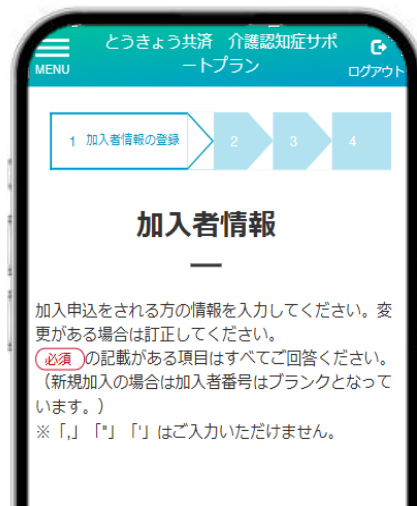 とうきょう共済　介護認知症サポ
ートプラン
MENU
ログアウト
1 加入者情報の登録
2
3
4
加入者情報
加入申込をされる方の情報を入力してください。変
更がある場合は訂正してください。
必須の記載がある項目はすべてご回答ください。
（新規加入の場合は加入者番号はブランクとなって
います。）
※「,」「"」「'」はご入力いただけません。